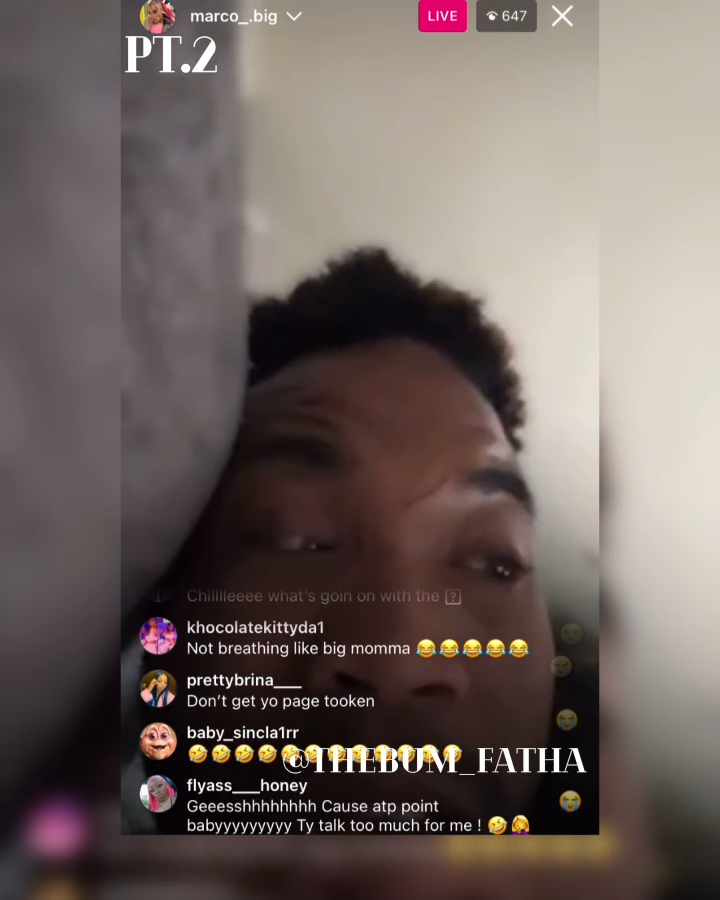 marco_.big
LIVE
647
PT.2
Chillleeee what's goin on with the
khocolatekittyda1
Not breathing like big momma 😂😂😂😂😂
prettybrina___
Don't get yo page tooken
baby_sincla1rr
🤣🤣🤣🤣🤣🤣🤣🤣🤣🤣🤣🤣
@THEBUM_FATHA
flyass___honey
Geeesshhhhhhhh Cause atp point
babyyyyyyyyy Ty talk too much for me ! 🤣🤦‍♀️